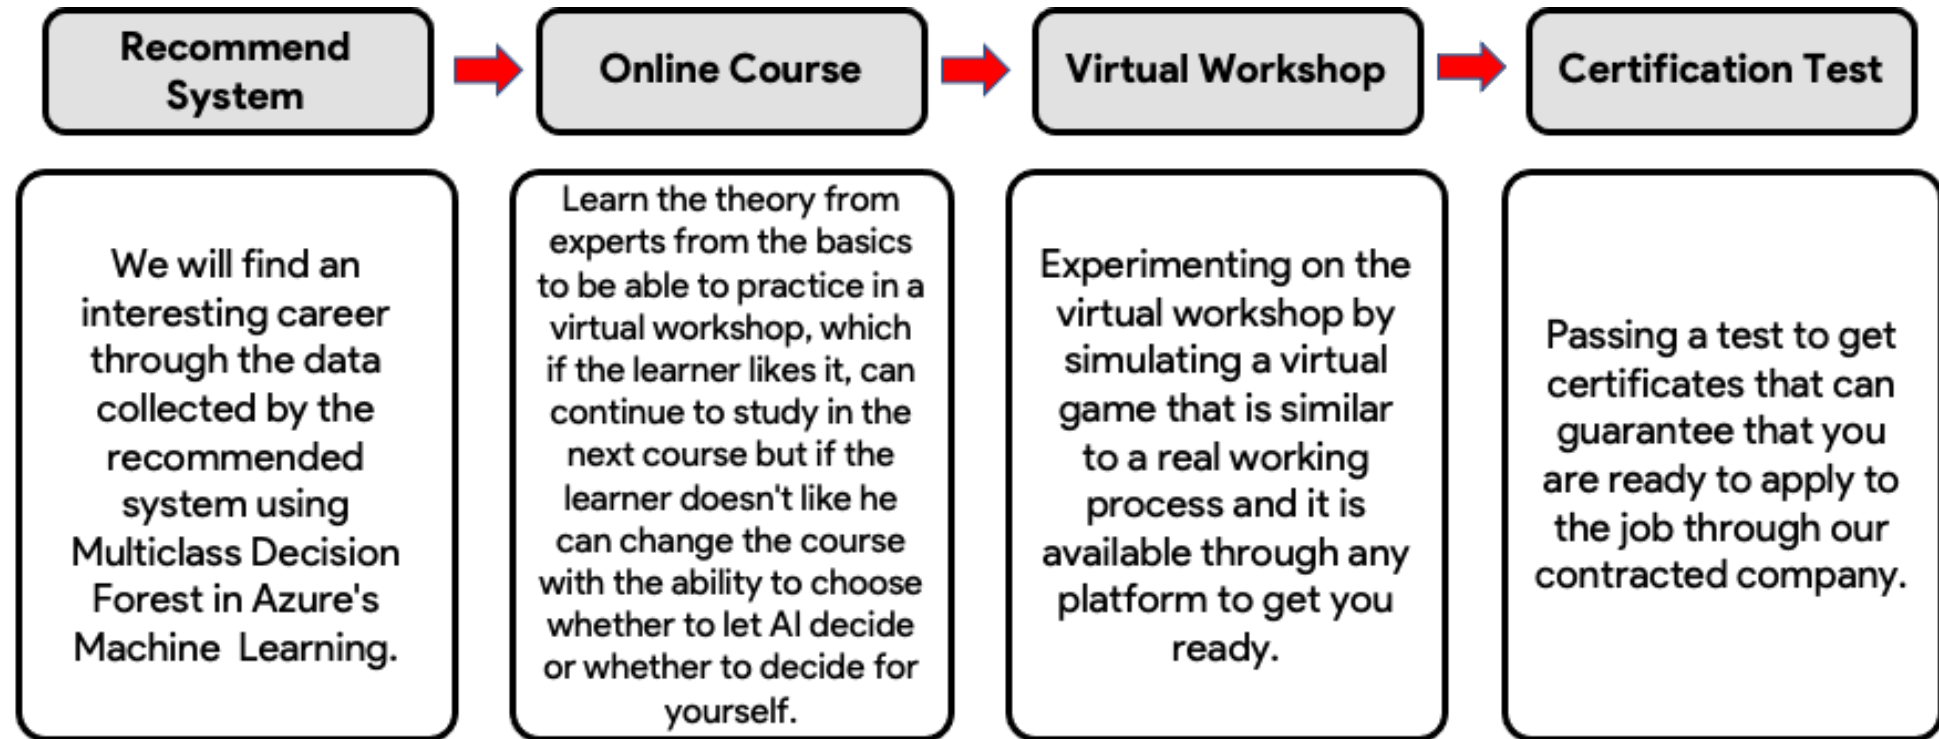 Recommend
System
Online Course
Virtual Workshop
Certification Test
We will find an
interesting career
through the data
collected by the
recommended
system using
Multiclass Decision
Forest in Azure's
Machine Learning.
Learn the theory from
experts from the basics
to be able to practice in a
virtual workshop, which
if the learner likes it, can
continue to study in the
next course but if the
learner doesn't like he
can change the course
with the ability to choose
whether to let AI decide
or whether to decide for
yourself.
Experimenting on the
virtual workshop by
simulating a virtual
game that is similar
to a real working
process and it is
available through any
platform to get you
ready.
Passing a test to get
certificates that can
guarantee that you
are ready to apply to
the job through our
contracted company.